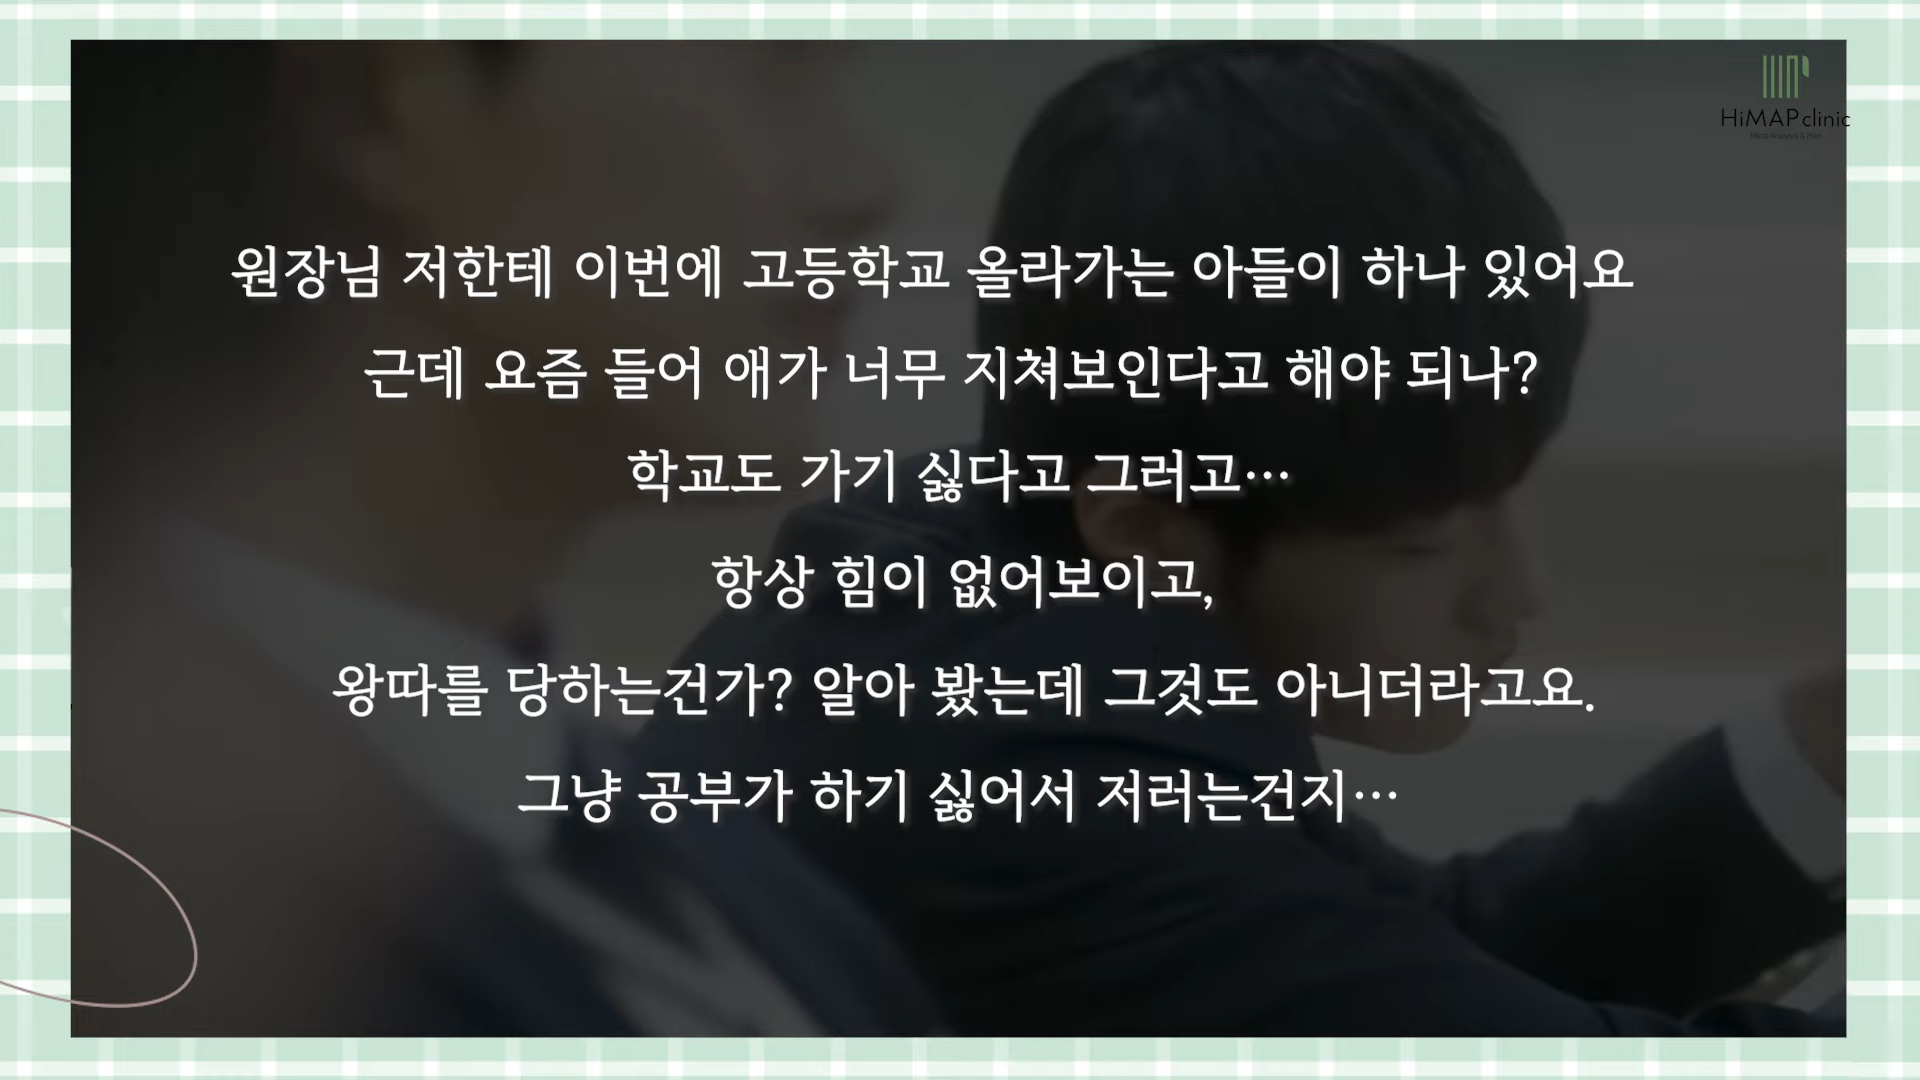 HiMAP clinic
원장님 저한테 이번에 고등학교 올라가는 아들이 하나 있어요
근데 요즘 들어 애가 너무 지쳐보인다고 해야 되나?
학교도 가기 싫다고 그러고…
항상 힘이 없어보이고,
왕따를 당하는건가? 알아 봤는데 그것도 아니더라고요.
그냥 공부가 하기 싫어서 저러는건지…